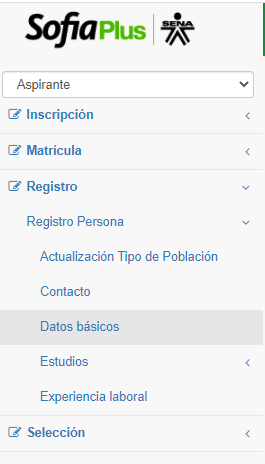 SofiaPlus SENA
Aspirante
Inscripción
Matrícula
Registro
Registro Persona
Actualización Tipo de Población
Contacto
Datos básicos
Estudios
Experiencia laboral
Selección